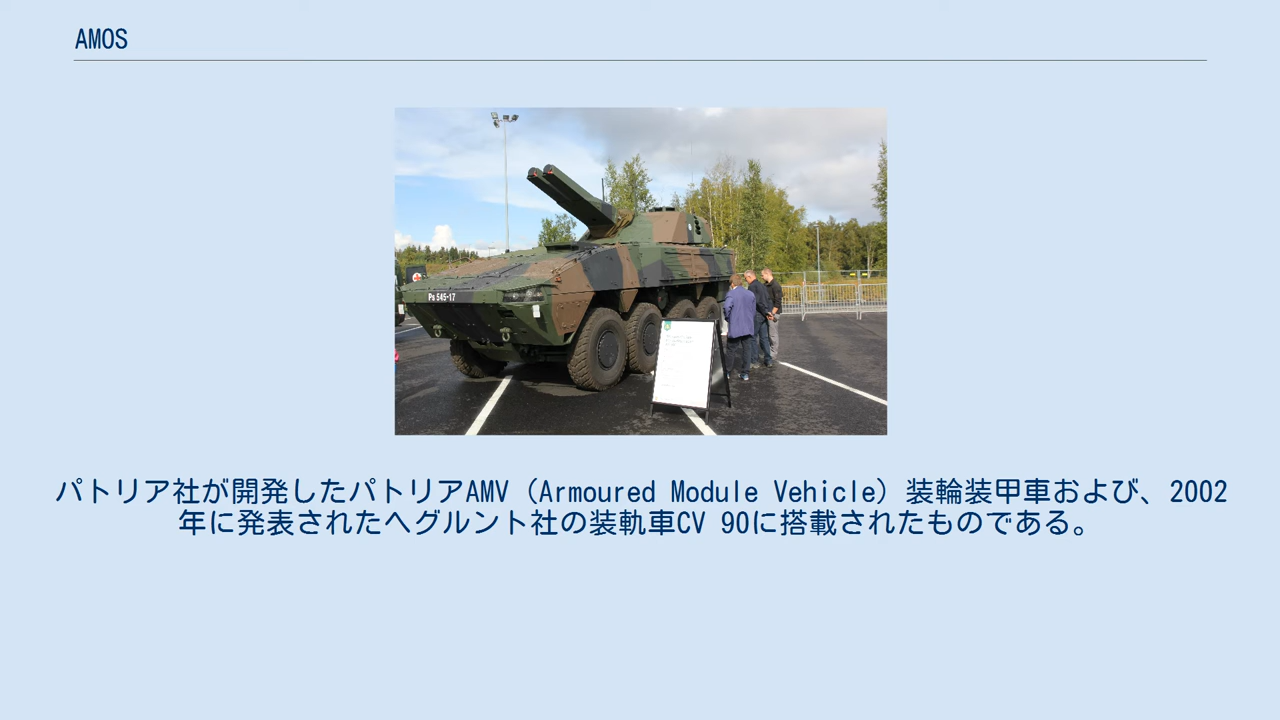 AMOS
Ps 545-17
パトリア社が開発したパトリアAMV（Armoured Module Vehicle）装輪装甲車および、2002
年に発表されたヘグルント社の装軌車CV 90に搭載されたものである。